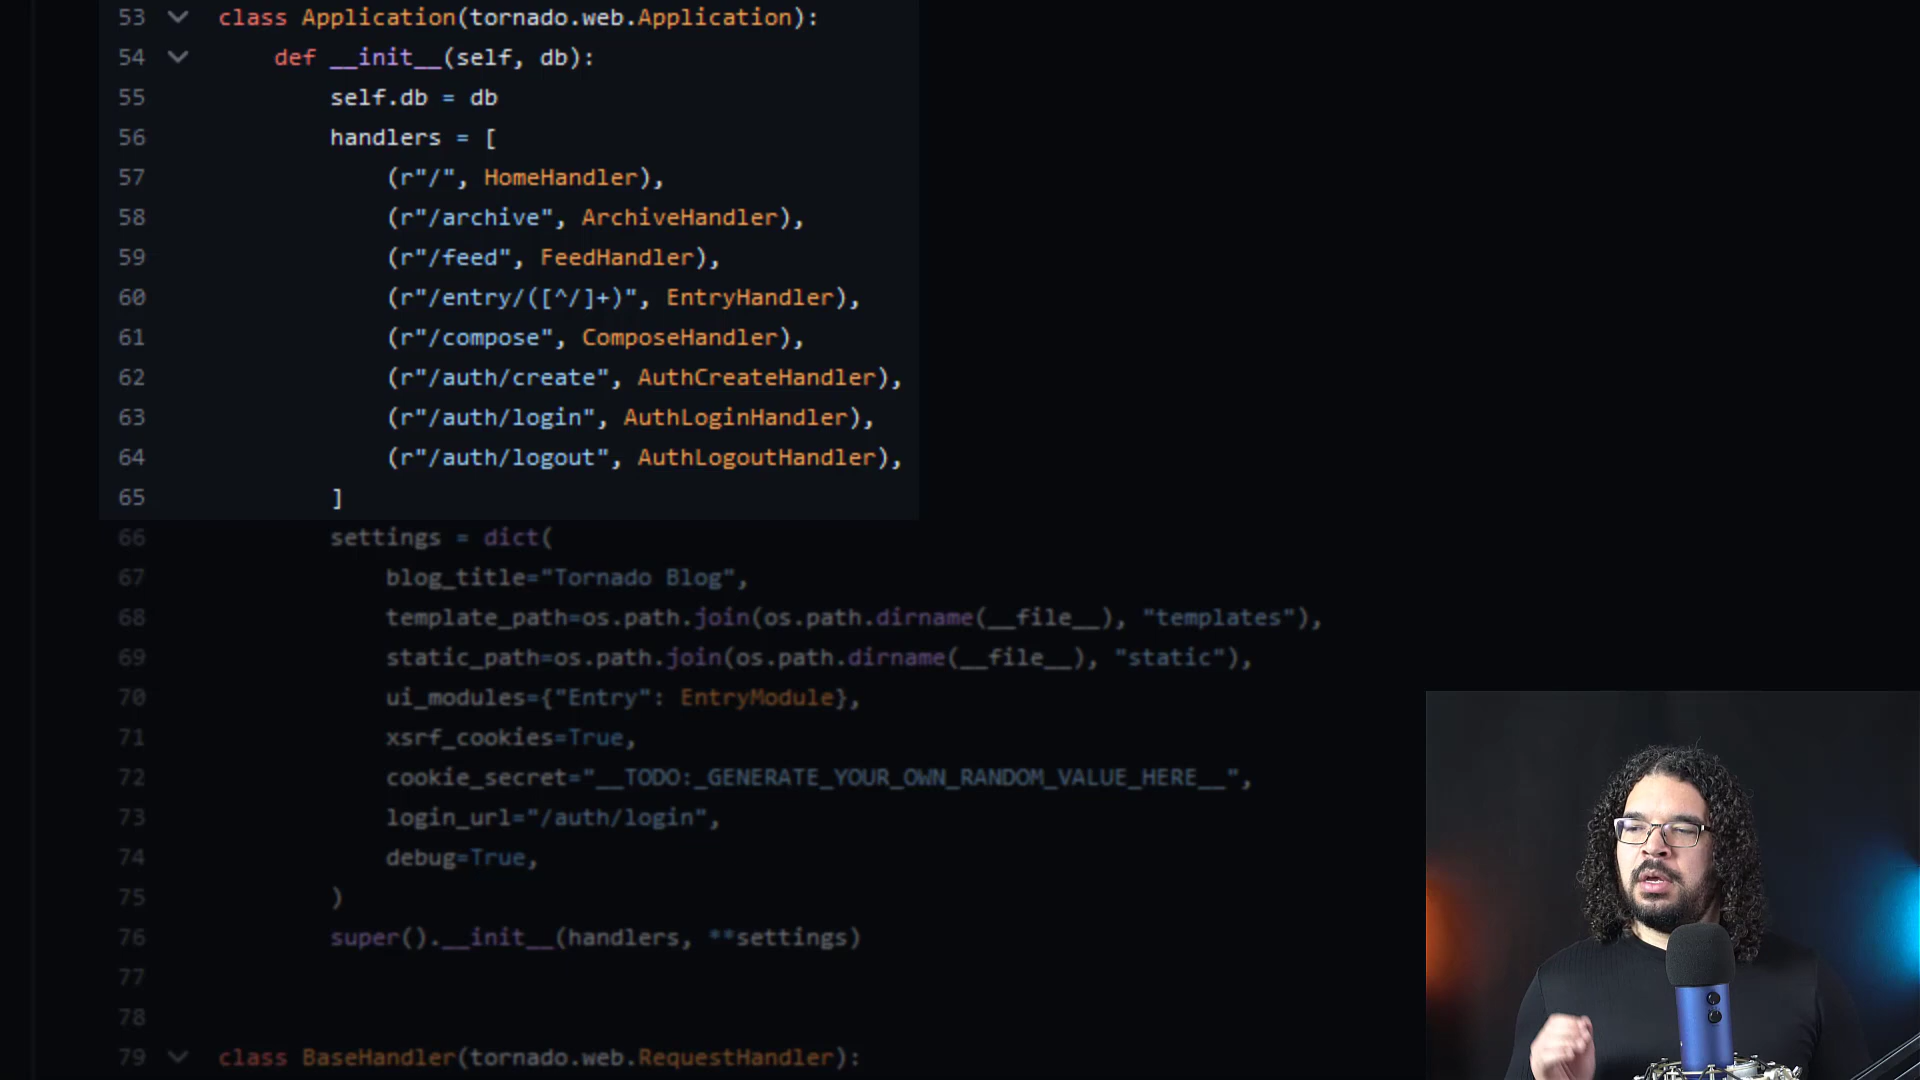 53 class Application(tornado.web.Application):
54 def __init__(self, db):
55 self.db = db
56 handlers = [
57 (r"/", HomeHandler),
58 (r"/archive", ArchiveHandler),
59 (r"/feed", FeedHandler),
60 (r"/entry/([^/]+)", EntryHandler),
61 (r"/compose", ComposeHandler),
62 (r"/auth/create", AuthCreateHandler),
63 (r"/auth/login", AuthLoginHandler),
64 (r"/auth/logout", AuthLogoutHandler),
65 ]
66 settings = dict(
67 blog_title="Tornado Blog",
68 template_path=os.path.join(os.path.dirname(__file__), "templates"),
69 static_path=os.path.join(os.path.dirname(__file__), "static"),
70 ui_modules={"Entry": EntryModule},
71 xsrf_cookies=True,
72 cookie_secret="__TODO:_GENERATE_YOUR_OWN_RANDOM_VALUE_HERE__",
73 login_url="/auth/login",
74 debug=True,
75 )
76 super().__init__(handlers, **settings)
77
78
79 class BaseHandler(tornado.web.RequestHandler):